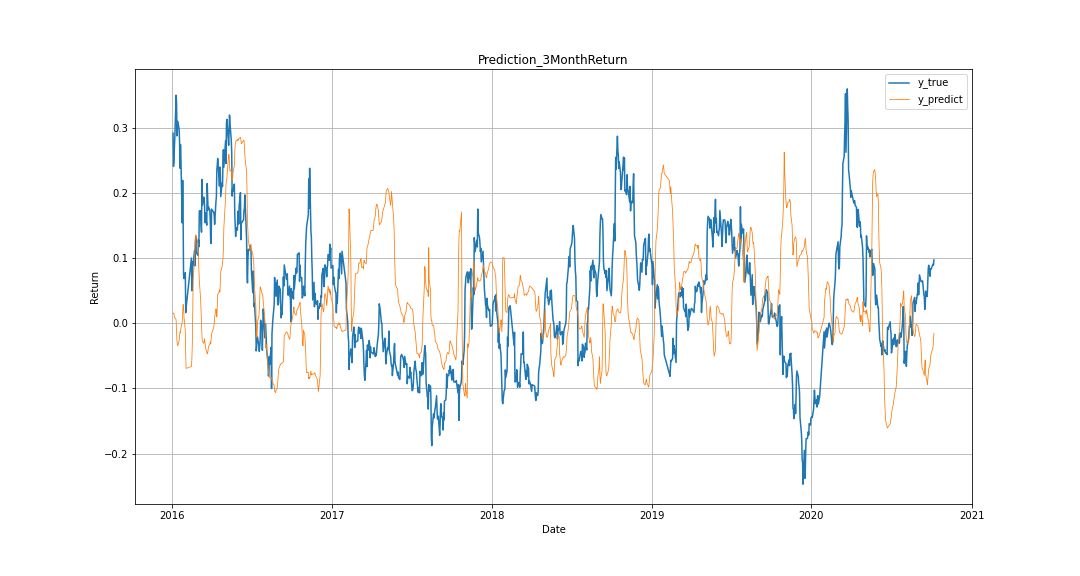 Prediction_3MonthReturn
y_true
y_predict
0.3
0.2
0.1
0.0
−0.1
−0.2
Return
2016 2017 2018 2019 2020 2021
Date